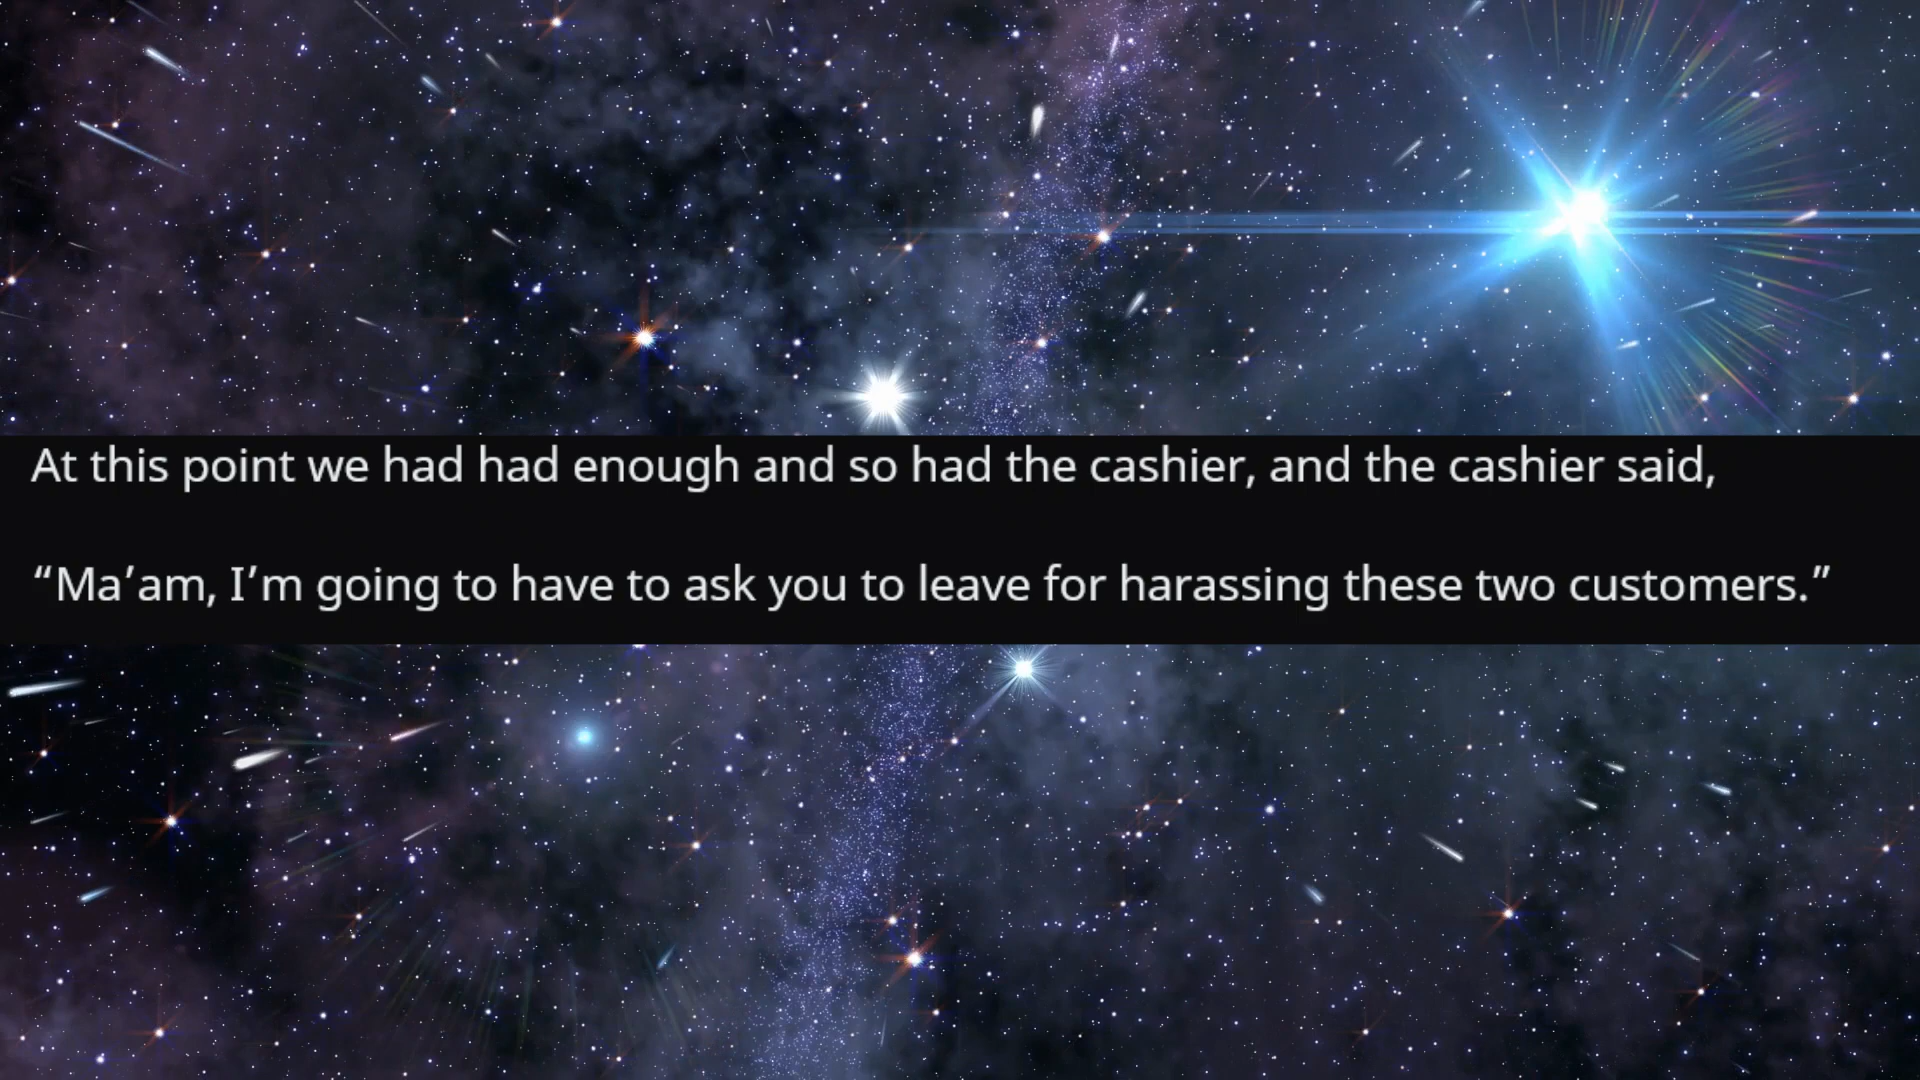 At this point we had had enough and so had the cashier, and the cashier said,
“Ma’am, I’m going to have to ask you to leave for harassing these two customers.”